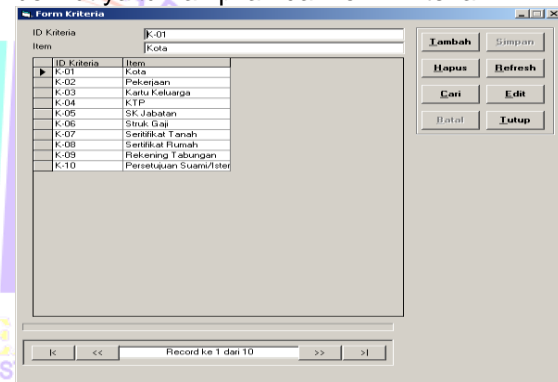 Form Kriteria
ID Kriteria K-01
Item Kota
Tambah Simpan
Hapus Refresh
Cari Edit
Batal Tutup
ID Kriteria Item
K-01 Kota
K-02 Pekerjaan
K-03 Kartu Keluarga
K-04 KTP
K-05 SK Jabatan
K-06 Struk Gaji
K-07 Seritifikat Tanah
K-08 Sertifikat Rumah
K-09 Rekening Tabungan
K-10 Persetujuan Suami/Ister
|< << Record ke 1 dari 10 >> >|